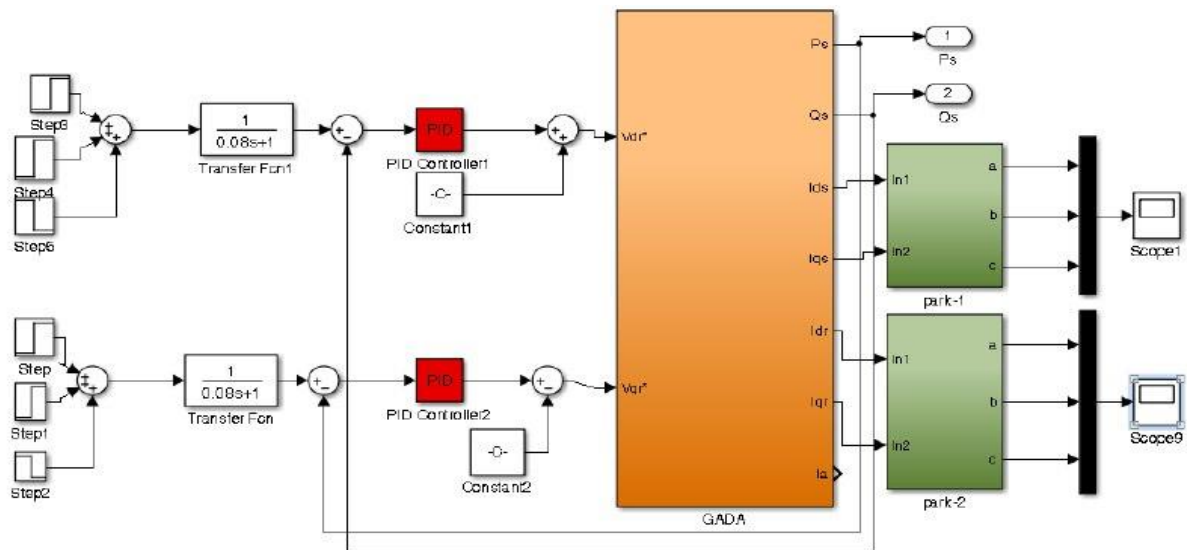 Step3
Step4
Step5
1
0.08s+1
Transfer Fcn1
PID
PID Controller1
-C-
Constant1
Step
Step1
Step2
1
0.08s+1
Transfer Fcn
PID
PID Controller2
-C-
Constant2
Vdr*
Vqr*
Ps
Qs
Ids
Iqs
Idr
Iqr
Ia
GADA
1
Ps
2
Qs
In1
In2
a
b
c
park-1
In1
In2
a
b
c
park-2
Scope1
Scope9